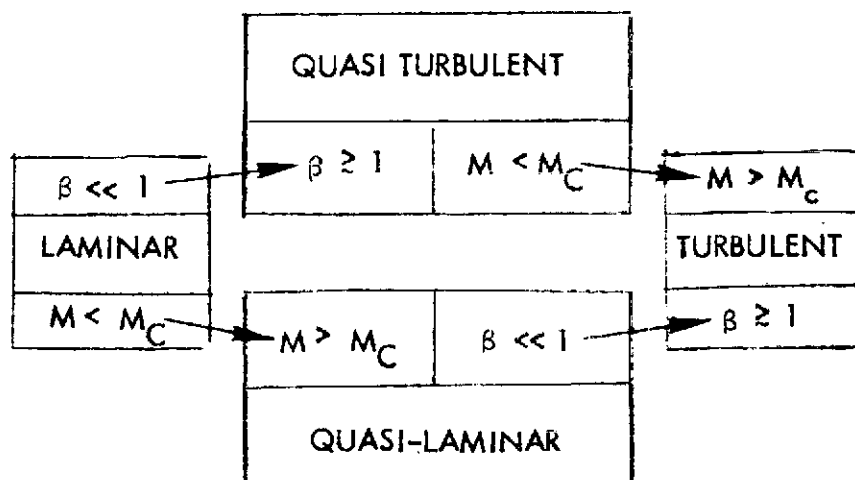 QUASI TURBULENT
β << 1
β ≳ 1
M < M_C
M > M_c
LAMINAR
TURBULENT
M < M_C
M > M_C
β << 1
β ≳ 1
QUASI-LAMINAR